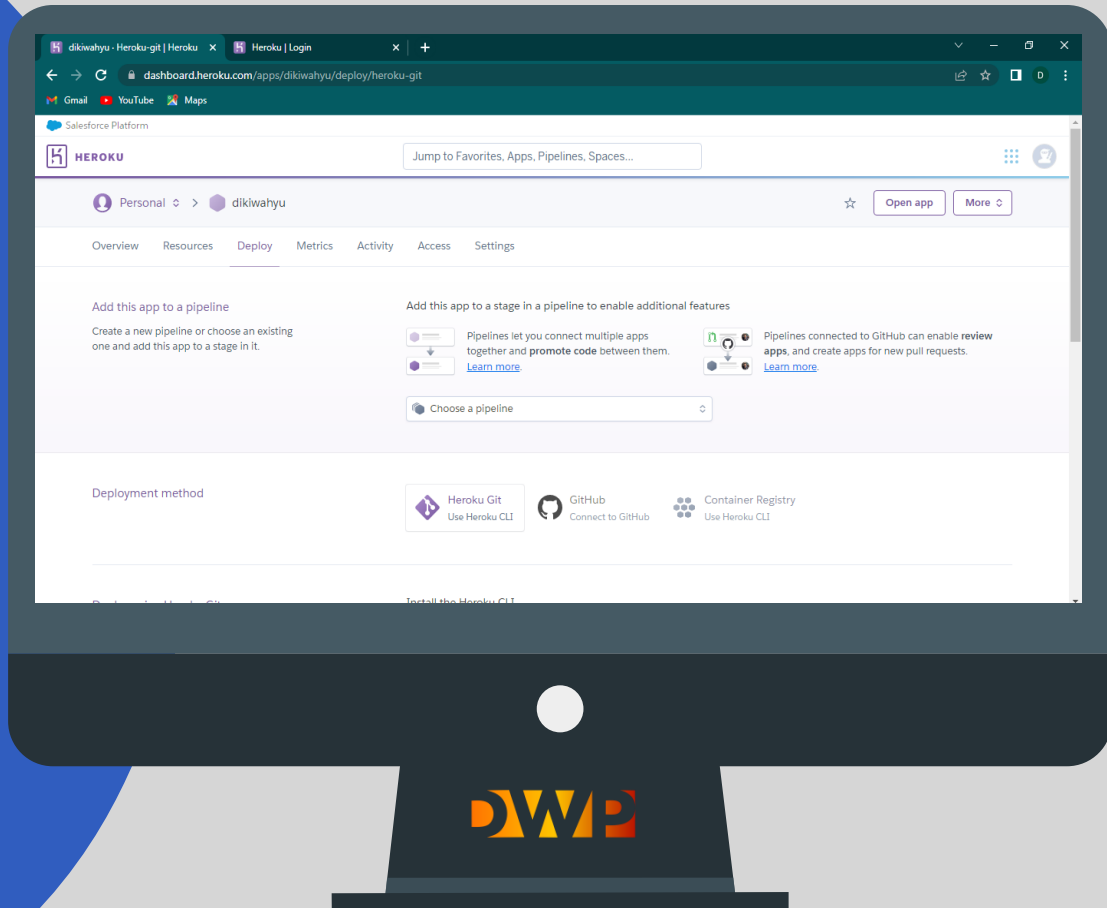 dikiwahyu - Heroku-git | Heroku
Heroku | Login
dashboard.heroku.com/apps/dikiwahyu/deploy/heroku-git
D
Gmail YouTube Maps
Salesforce Platform
HEROKU
Jump to Favorites, Apps, Pipelines, Spaces...
Personal > dikiwahyu
Open app
More
Overview Resources Deploy Metrics Activity Access Settings
Add this app to a pipeline
Create a new pipeline or choose an existing
one and add this app to a stage in it.
Add this app to a stage in a pipeline to enable additional features
Pipelines let you connect multiple apps
together and promote code between them.
Learn more.
Pipelines connected to GitHub can enable review
apps, and create apps for new pull requests.
Learn more.
Choose a pipeline
Deployment method
Heroku Git
Use Heroku CLI
GitHub
Connect to GitHub
Container Registry
Use Heroku CLI
Install the Heroku CLI
DWP